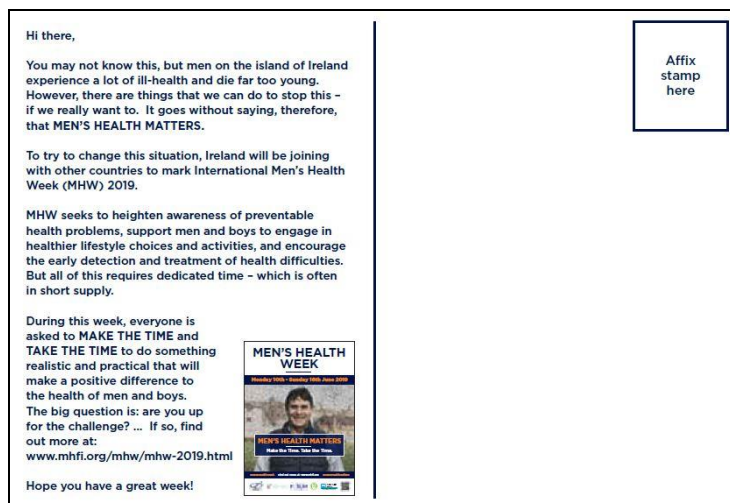 Hi there,
You may not know this, but men on the island of Ireland
experience a lot of ill-health and die far too young.
However, there are things that we can do to stop this –
if we really want to.  It goes without saying, therefore,
that MEN'S HEALTH MATTERS.
To try to change this situation, Ireland will be joining
with other countries to mark International Men's Health
Week (MHW) 2019.
MHW seeks to heighten awareness of preventable
health problems, support men and boys to engage in
healthier lifestyle choices and activities, and encourage
the early detection and treatment of health difficulties.
But all of this requires dedicated time – which is often
in short supply.
During this week, everyone is
asked to MAKE THE TIME and
TAKE THE TIME to do something
realistic and practical that will
make a positive difference to
the health of men and boys.
The big question is: are you up
for the challenge? ...  If so, find
out more at:
www.mhfi.org/mhw/mhw-2019.html
Hope you have a great week!
MEN'S HEALTH
WEEK
Monday 10th - Sunday 16th June 2019
MEN'S HEALTH MATTERS
Make the Time. Take the Time.
Affix
stamp
here